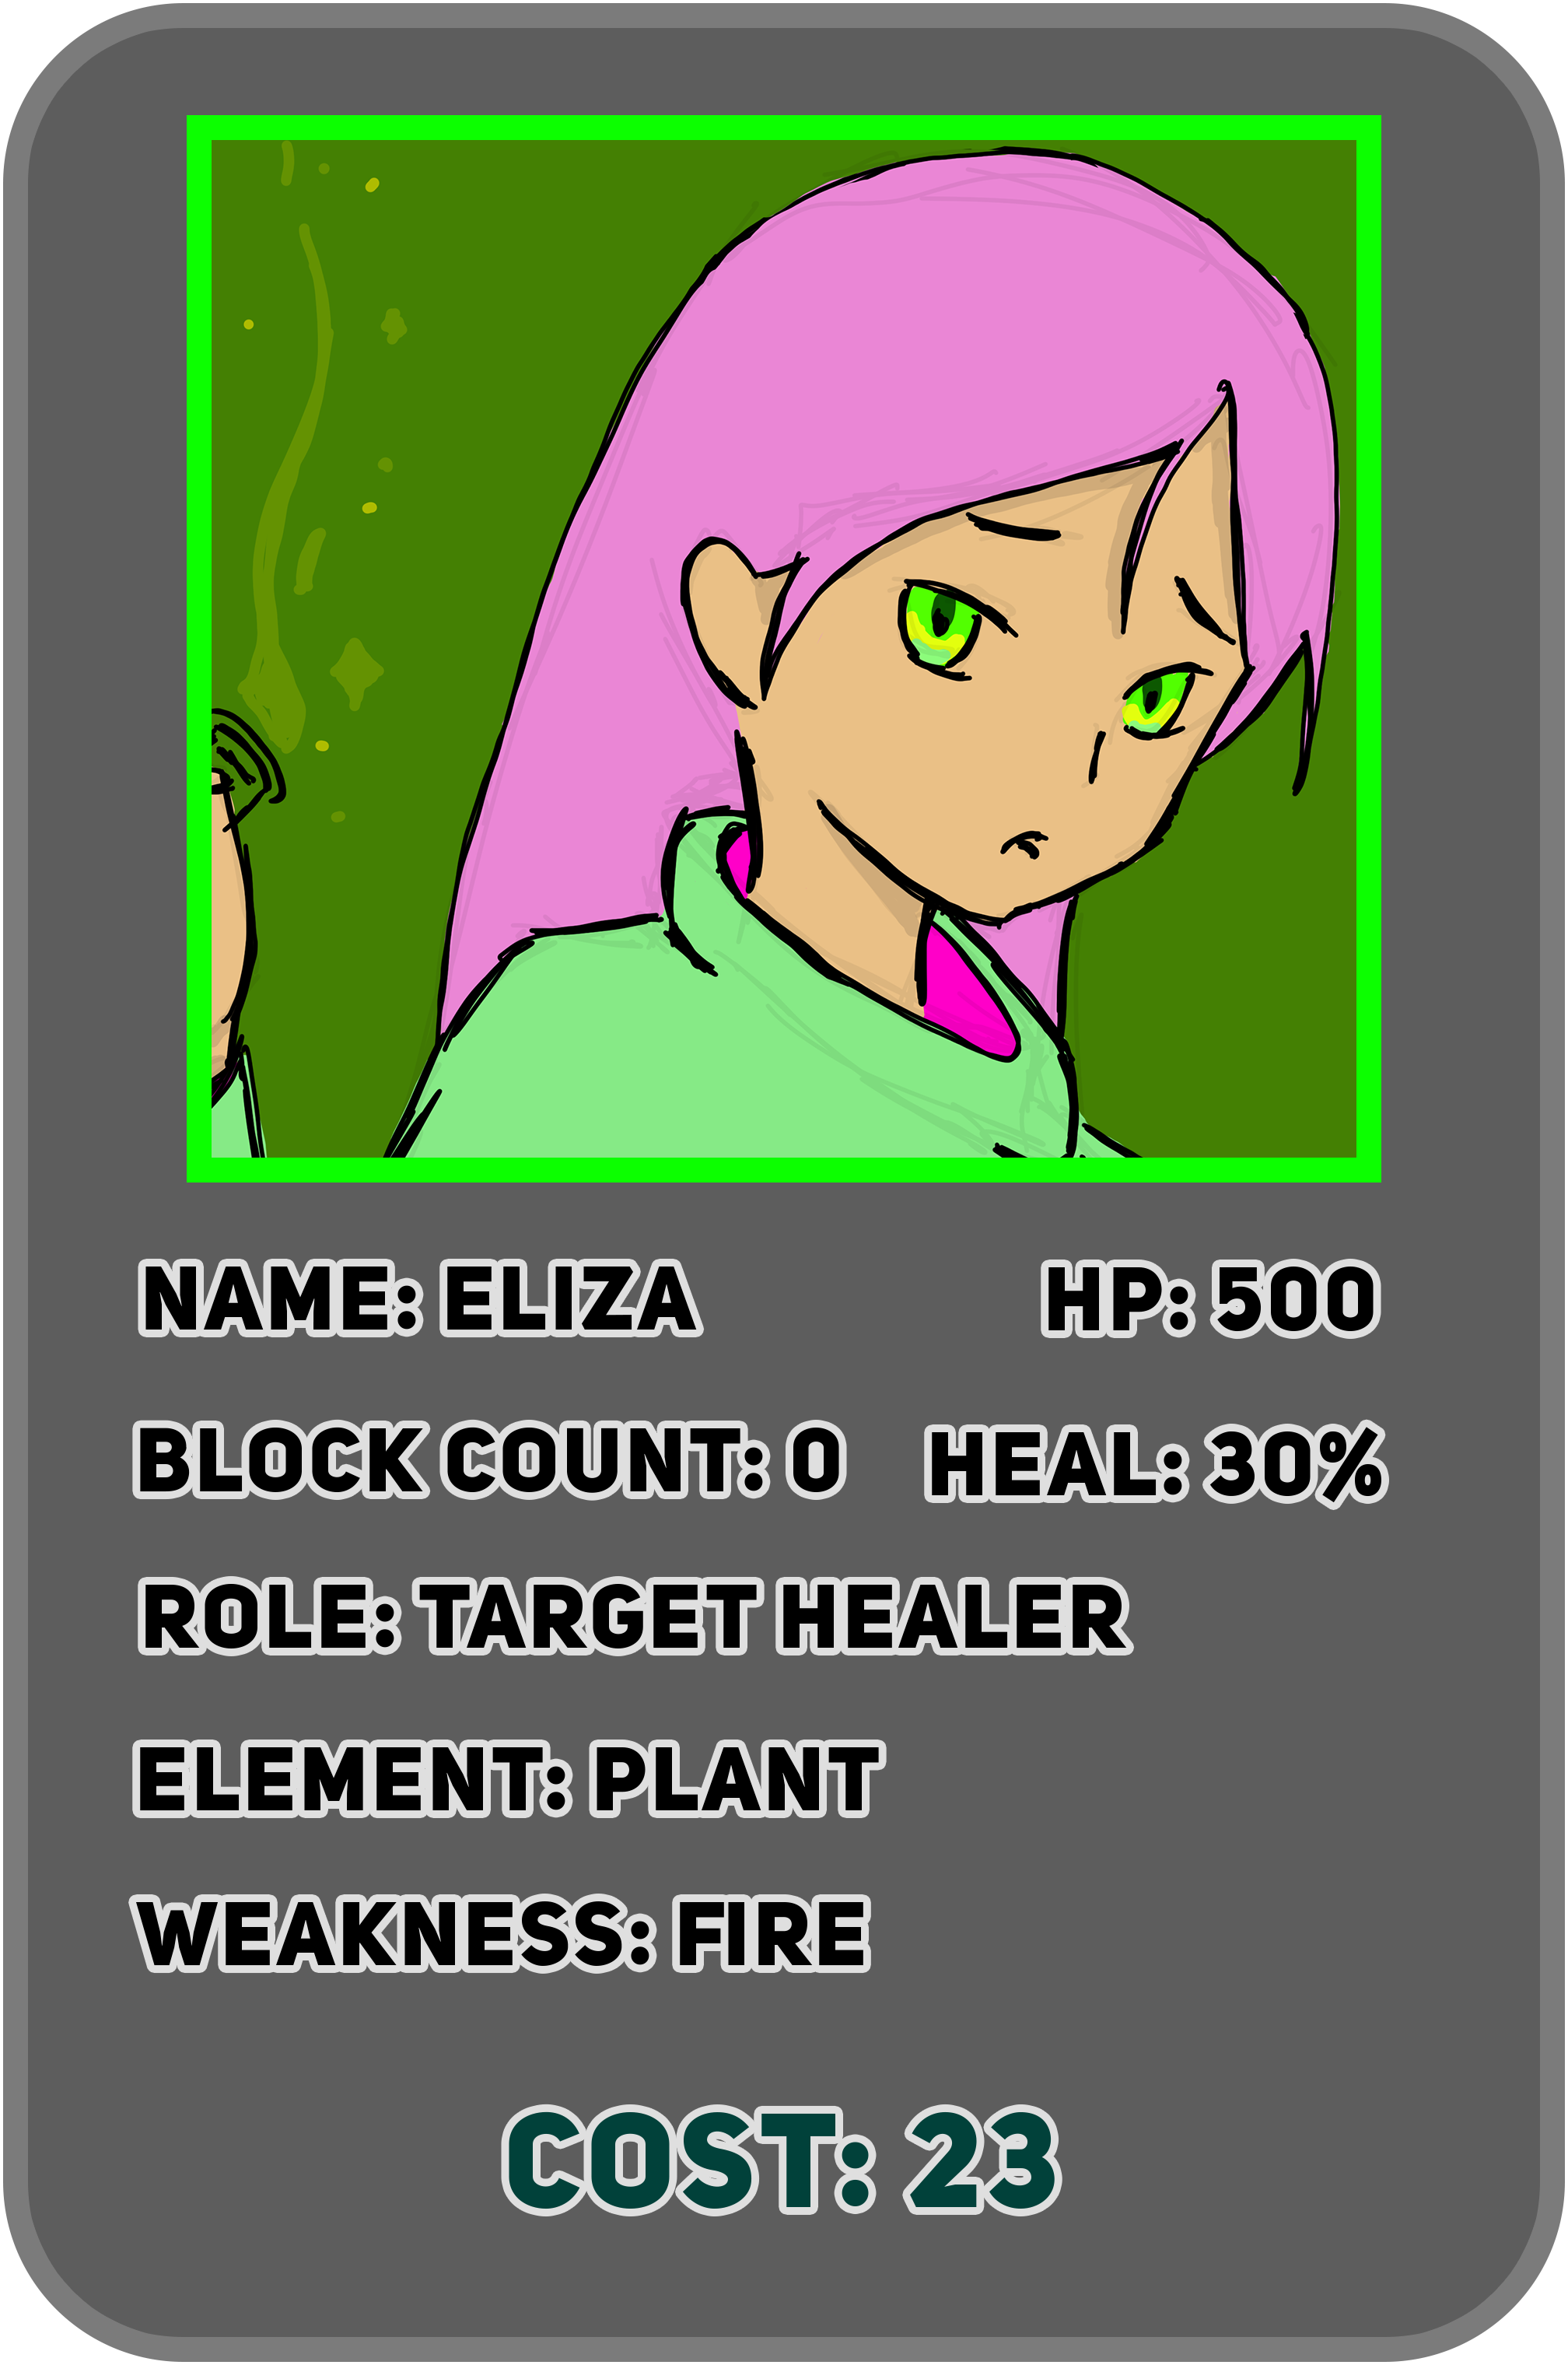 NAME: ELIZA HP: 500
BLOCK COUNT: 0 HEAL: 30%
ROLE: TARGET HEALER
ELEMENT: PLANT
WEAKNESS: FIRE
COST: 23